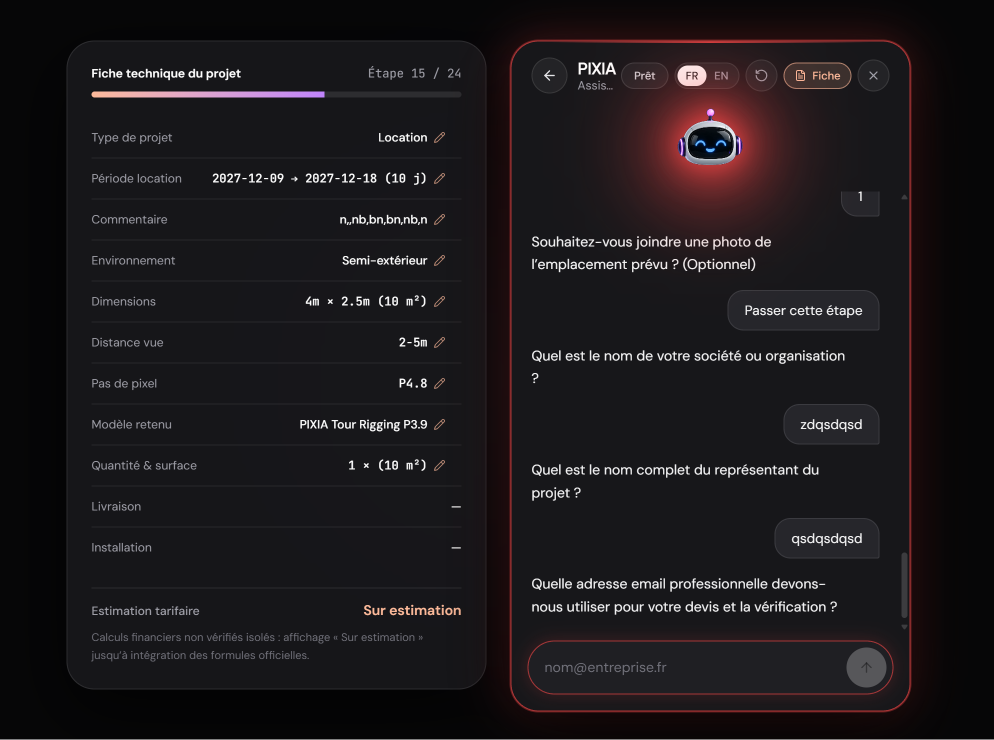 Fiche technique du projet
Étape 15 / 24
Type de projet
Location
Période location
2027-12-09 → 2027-12-18 (10 j)
Commentaire
n,,nb,bn,bn,nb,n
Environnement
Semi-extérieur
Dimensions
4m × 2.5m (10 m²)
Distance vue
2-5m
Pas de pixel
P4.8
Modèle retenu
PIXIA Tour Rigging P3.9
Quantité & surface
1 × (10 m²)
Livraison
—
Installation
—
Estimation tarifaire
Sur estimation
Calculs financiers non vérifiés isolés : affichage « Sur estimation »
jusqu’à intégration des formules officielles.
PIXIA
Assis...
Prêt
FR
EN
Fiche
1
Souhaitez-vous joindre une photo de
l’emplacement prévu ? (Optionnel)
Passer cette étape
Quel est le nom de votre société ou organisation
?
zdqsdqsd
Quel est le nom complet du représentant du
projet ?
qsdqsdqsd
Quelle adresse email professionnelle devons-
nous utiliser pour votre devis et la vérification ?
nom@entreprise.fr